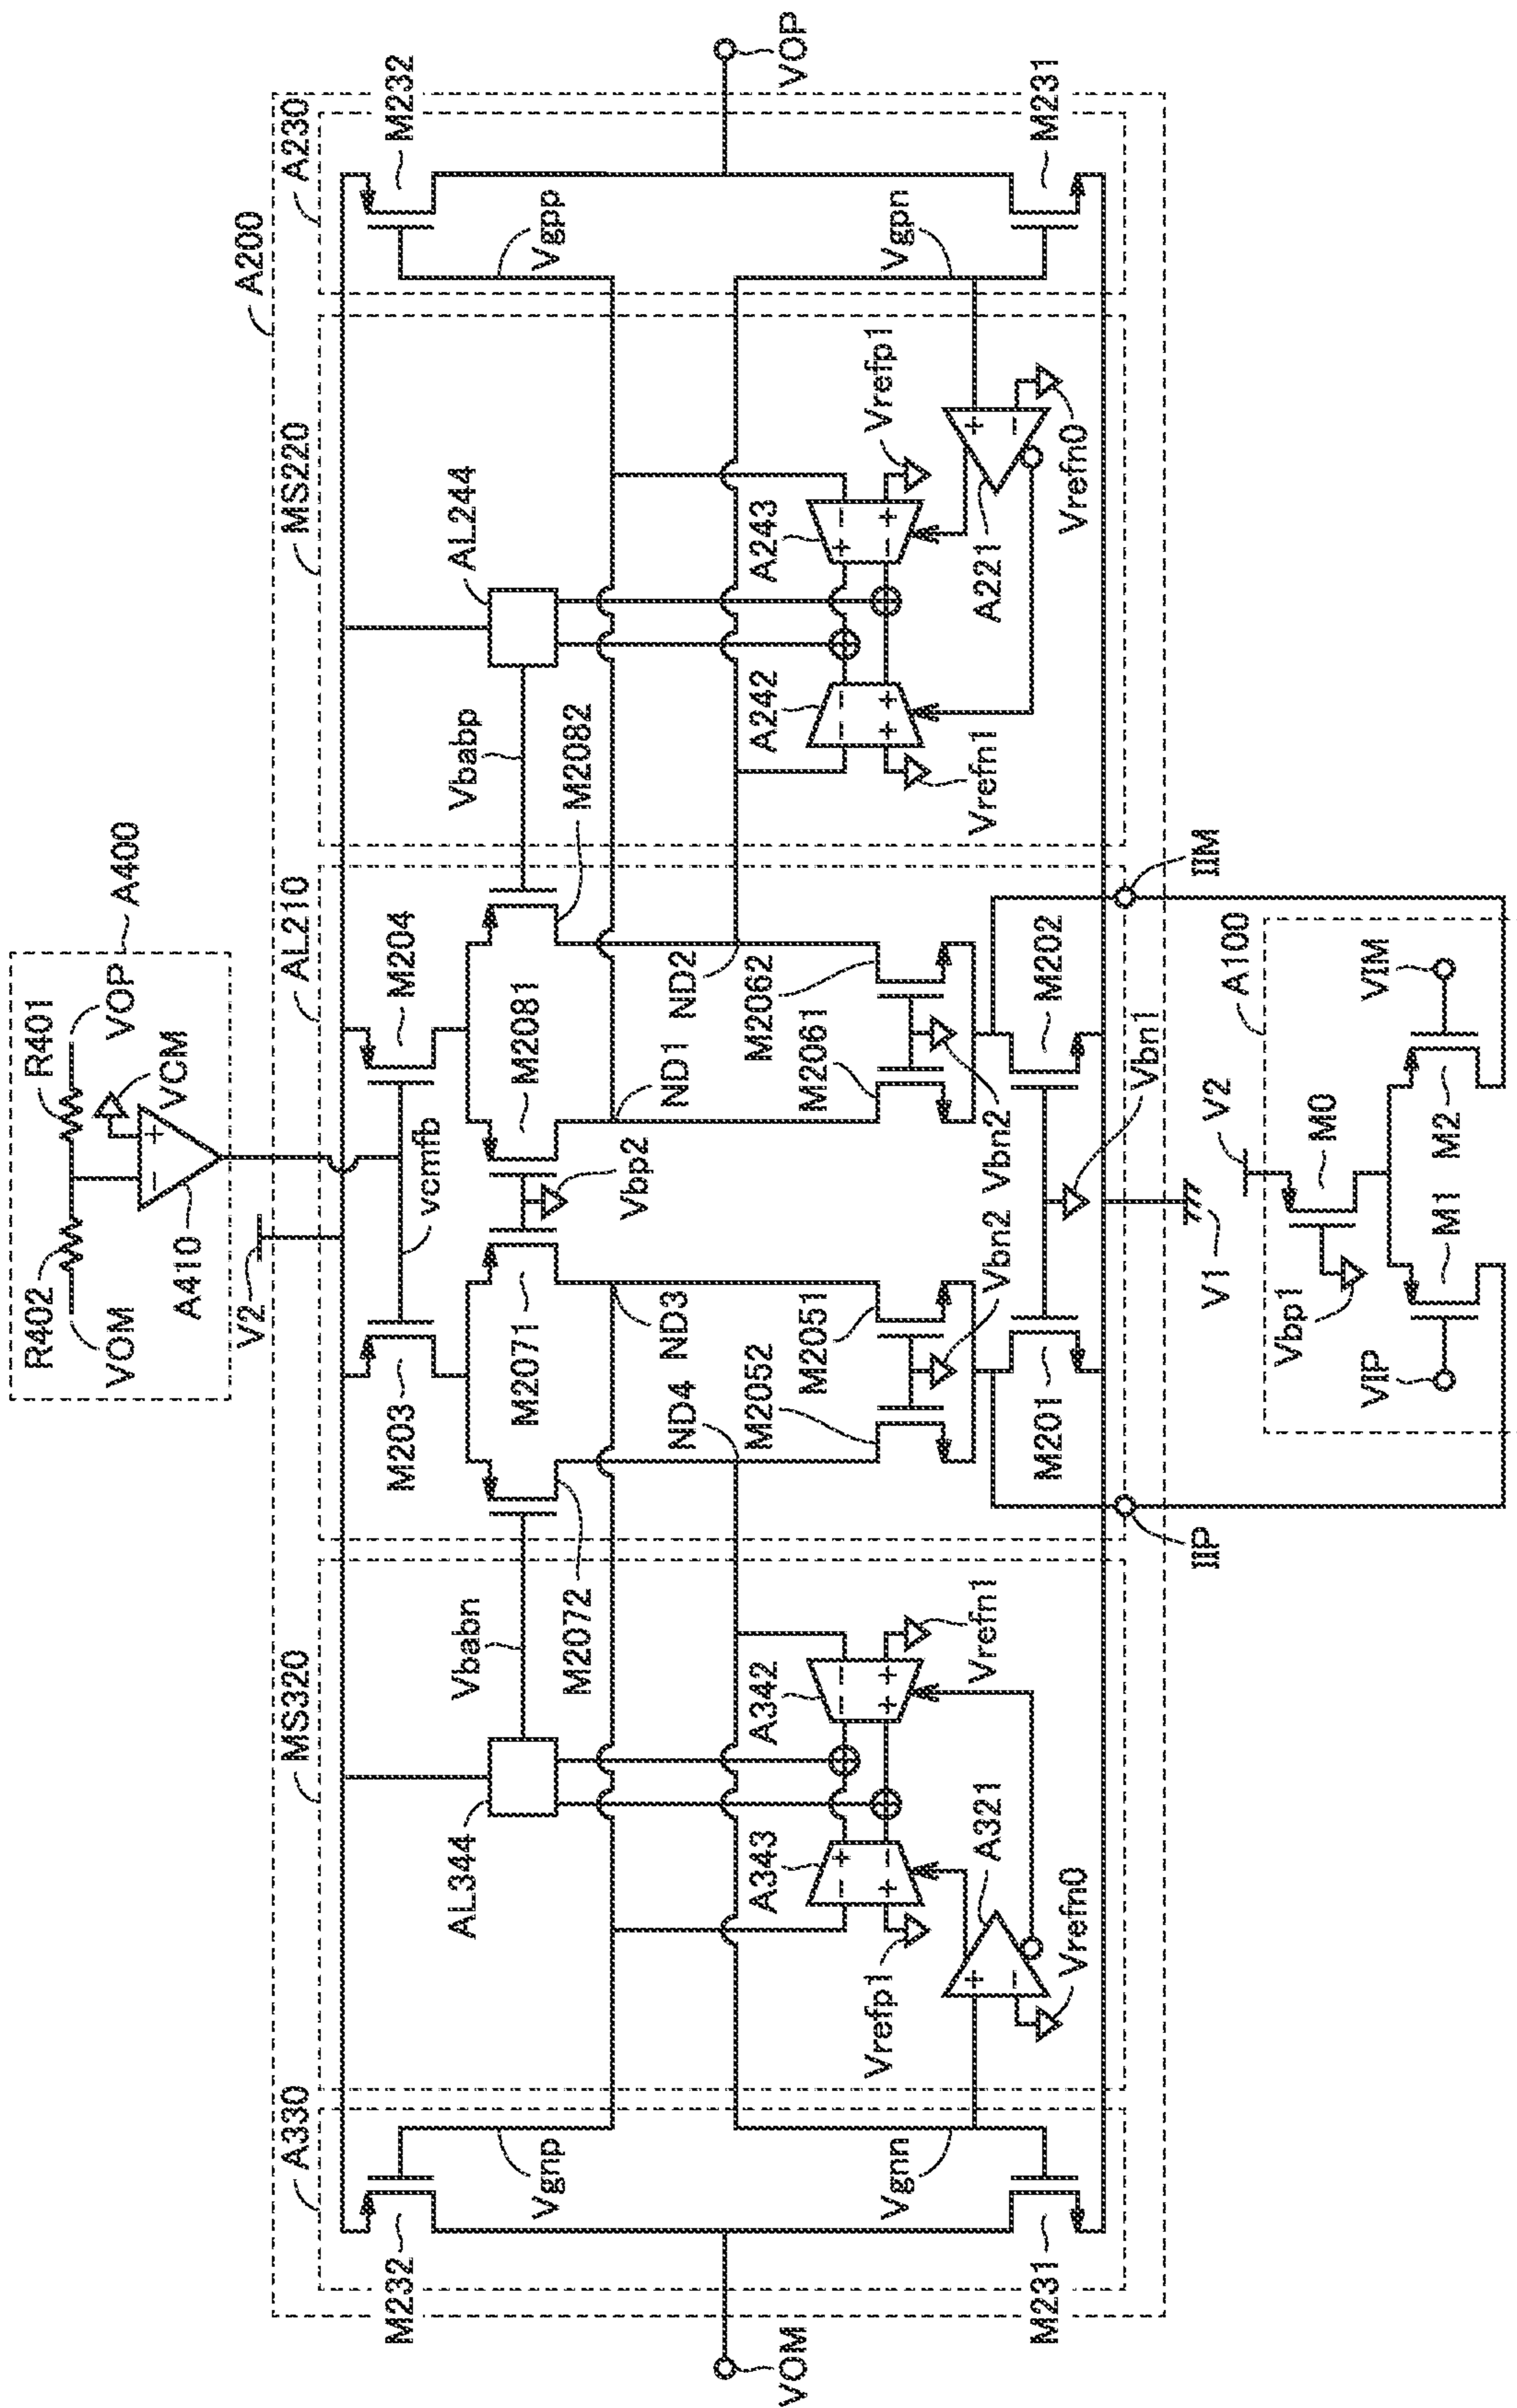 R402
R401
VOM
VOP
VCM
−
+
A410
A400
V2
vcmfb
A200
A330
MS320
AL210
MS220
A230
M232
M203
M204
M232
AL344
Vbabn
M2071
M2081
Vbabp
AL244
Vgnp
M2072
Vbp2
M2082
Vgpp
ND4
ND3
ND1
ND2
VOM
VOP
A343
A342
M2052
M2051
M2061
M2062
A242
A243
− +
− −
− −
+ −
+ −
+ +
+ +
− +
Vgnn
Vrefp1
Vrefn1
Vbn2
Vbn2
Vrefn1
Vrefp1
Vgpn
A321
A221
+
−
+
−
Vrefn0
Vrefn0
M231
M201
M202
M231
Vbn1
IIP
V1
IIM
A100
V2
M0
Vbp1
VIP
M1
M2
VIM